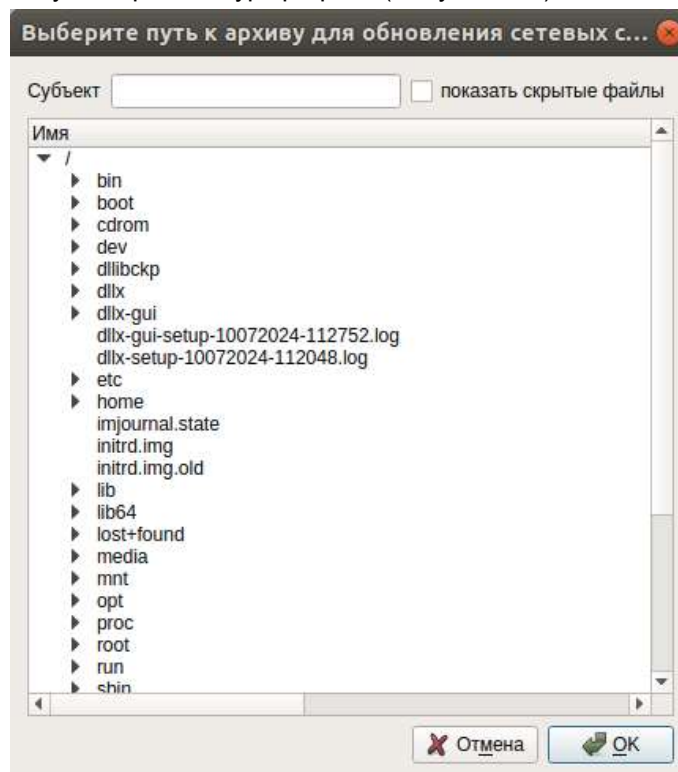 Выберите путь к архиву для обновления сетевых с...
Субъект показать скрытые файлы
Имя
/
bin
boot
cdrom
dev
dllibckp
dllx
dllx-gui
dllx-gui-setup-10072024-112752.log
dllx-setup-10072024-112048.log
etc
home
imjournal.state
initrd.img
initrd.img.old
lib
lib64
lost+found
media
mnt
opt
proc
root
run
sbin
Отмена OK